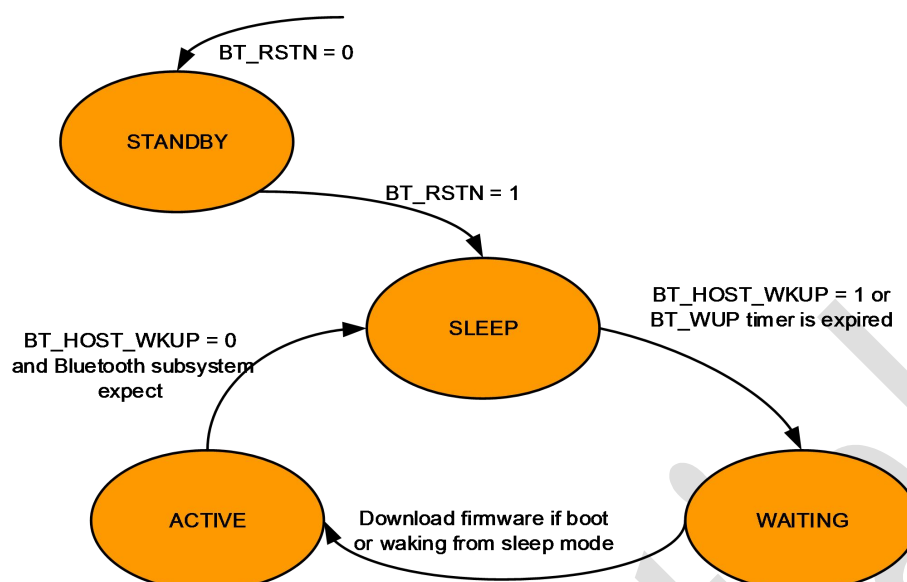 BT_RSTN = 0
STANDBY
BT_RSTN = 1
BT_HOST_WKUP = 1 or
BT_WUP timer is expired
SLEEP
BT_HOST_WKUP = 0
and Bluetooth subsystem
expect
ACTIVE
Download firmware if boot
or waking from sleep mode
WAITING